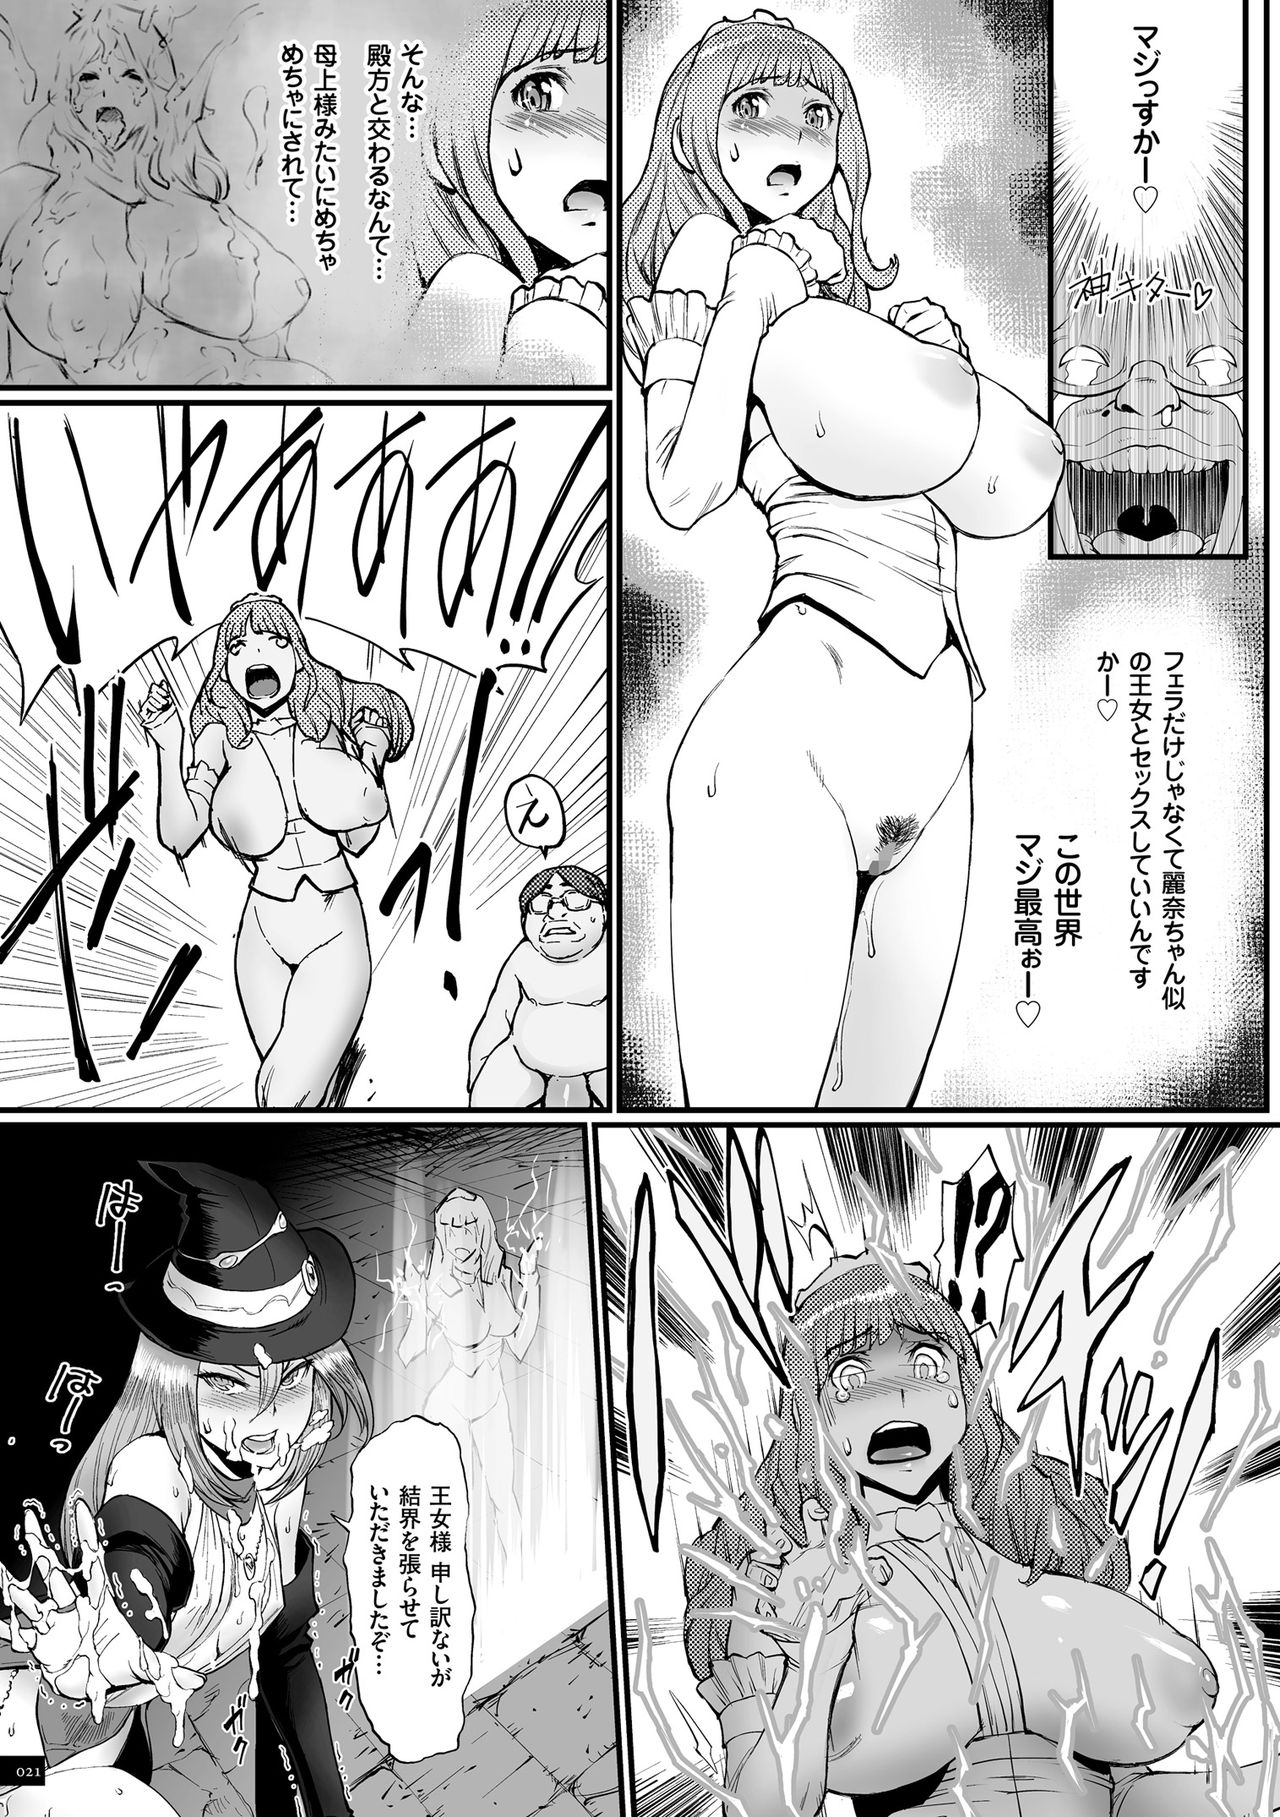 マジっすかー♡
神キター♡
フェラだけじゃなくて麗奈ちゃん似
の王女とセックスしていいんです
かー♡
この世界
マジ最高ぉー♡
そんな…
殿方と交わるなんて…
母上様みたいにめちゃ
めちゃにされて…
いやあああ!!
え
!?
はーっ
はーっ
王女様 申し訳ないが
結界を張らせて
いただきましたぞ…
ガク
ガク
021